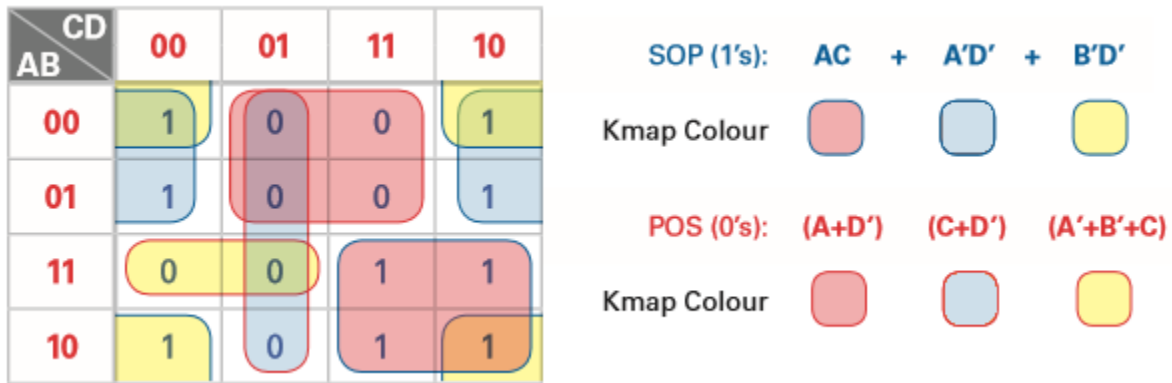 CD
AB 00 01 11 10
00 1 0 0 1
01 1 0 0 1
11 0 0 1 1
10 1 0 1 1
SOP (1's): AC + A'D' + B'D'
Kmap Colour
POS (0's): (A+D') (C+D') (A'+B'+C)
Kmap Colour